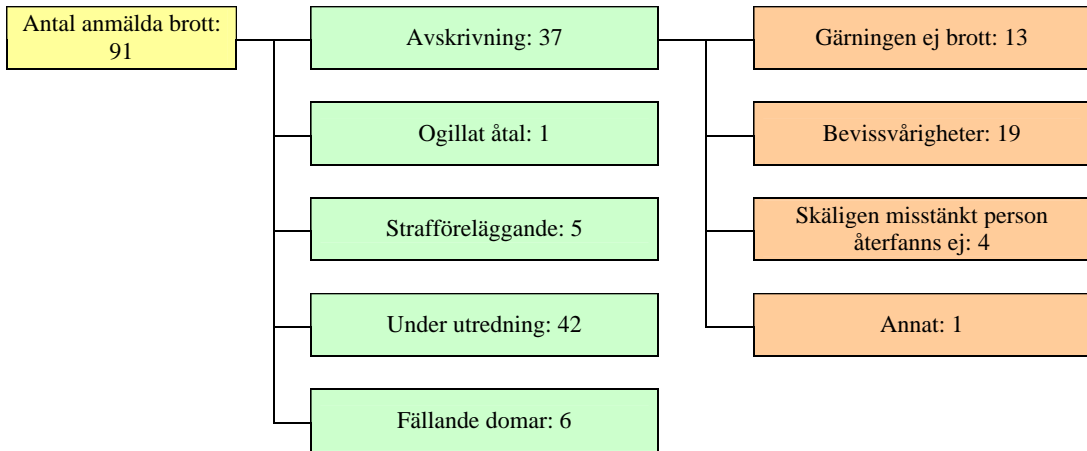 Antal anmälda brott:
91
Avskrivning: 37
Ogillat åtal: 1
Strafföreläggande: 5
Under utredning: 42
Fällande domar: 6
Gärningen ej brott: 13
Bevissvårigheter: 19
Skäligen misstänkt person
återfanns ej: 4
Annat: 1